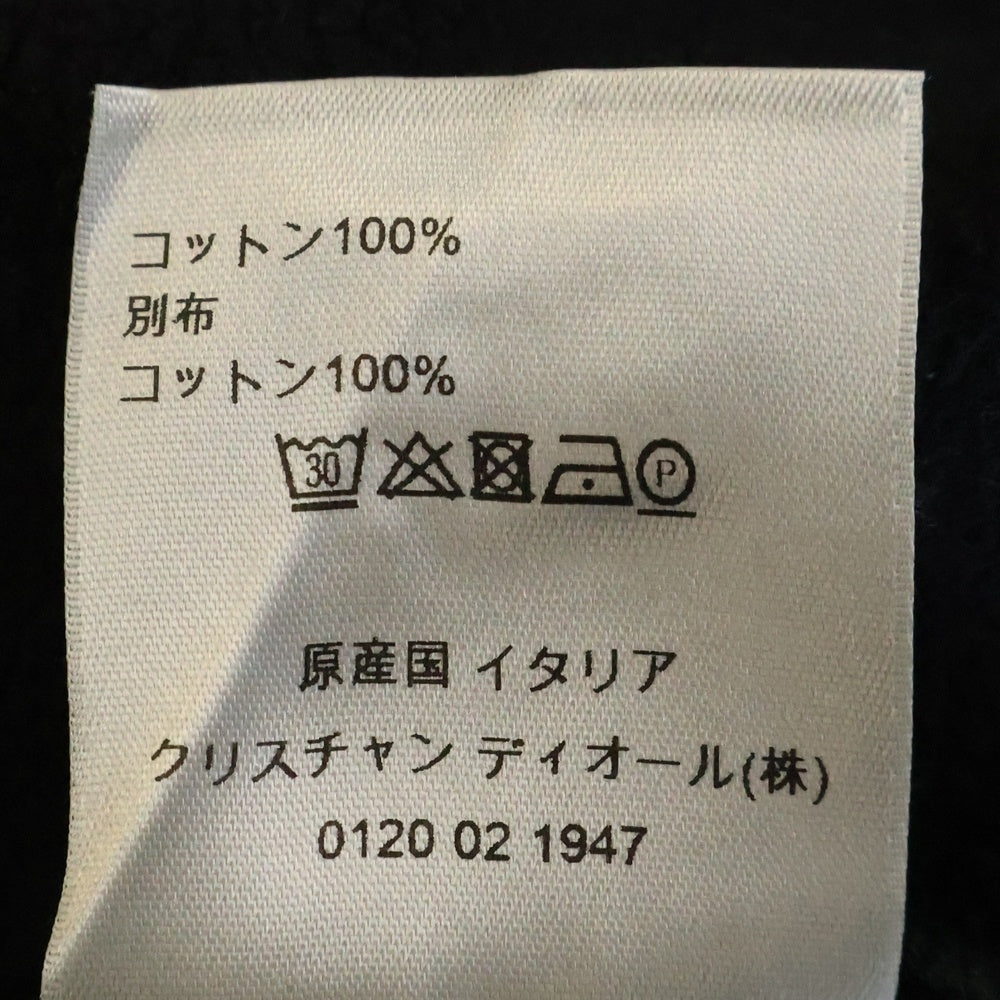 コットン100%
別布
コットン100%
30 P
原産国 イタリア
クリスチャン ディオール(株)
0120 02 1947